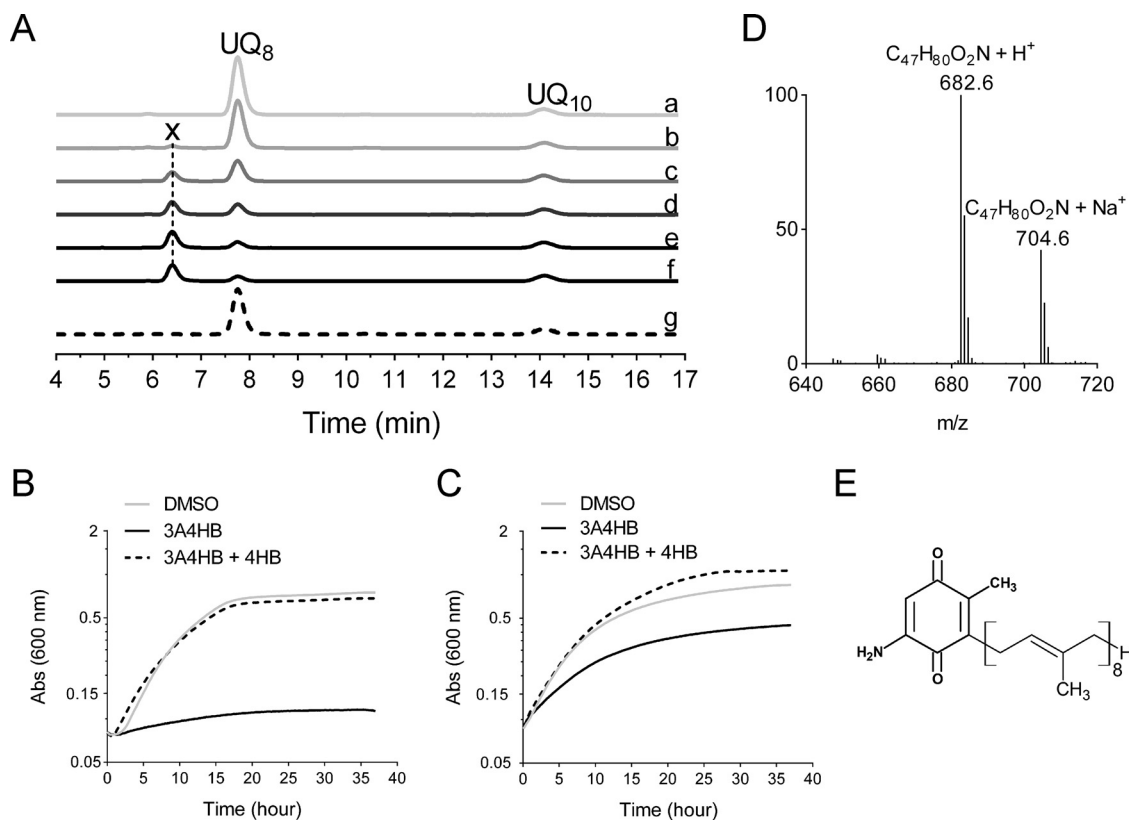 A
UQ₈
UQ₁₀
X
a
b
c
d
e
f
g
4 5 6 7 8 9 10 11 12 13 14 15 16 17
Time (min)
D
C₄₇H₈₀O₂N + H⁺
682.6
C₄₇H₈₀O₂N + Na⁺
704.6
100
50
0
640 660 680 700 720
m/z
B
DMSO
3A4HB
3A4HB + 4HB
Abs (600 nm)
2
0.5
0.15
0.05
0 5 10 15 20 25 30 35 40
Time (hour)
C
DMSO
3A4HB
3A4HB + 4HB
Abs (600 nm)
2
0.5
0.15
0.05
0 5 10 15 20 25 30 35 40
Time (hour)
E
O
CH₃
H₂N
O
H
8
CH₃